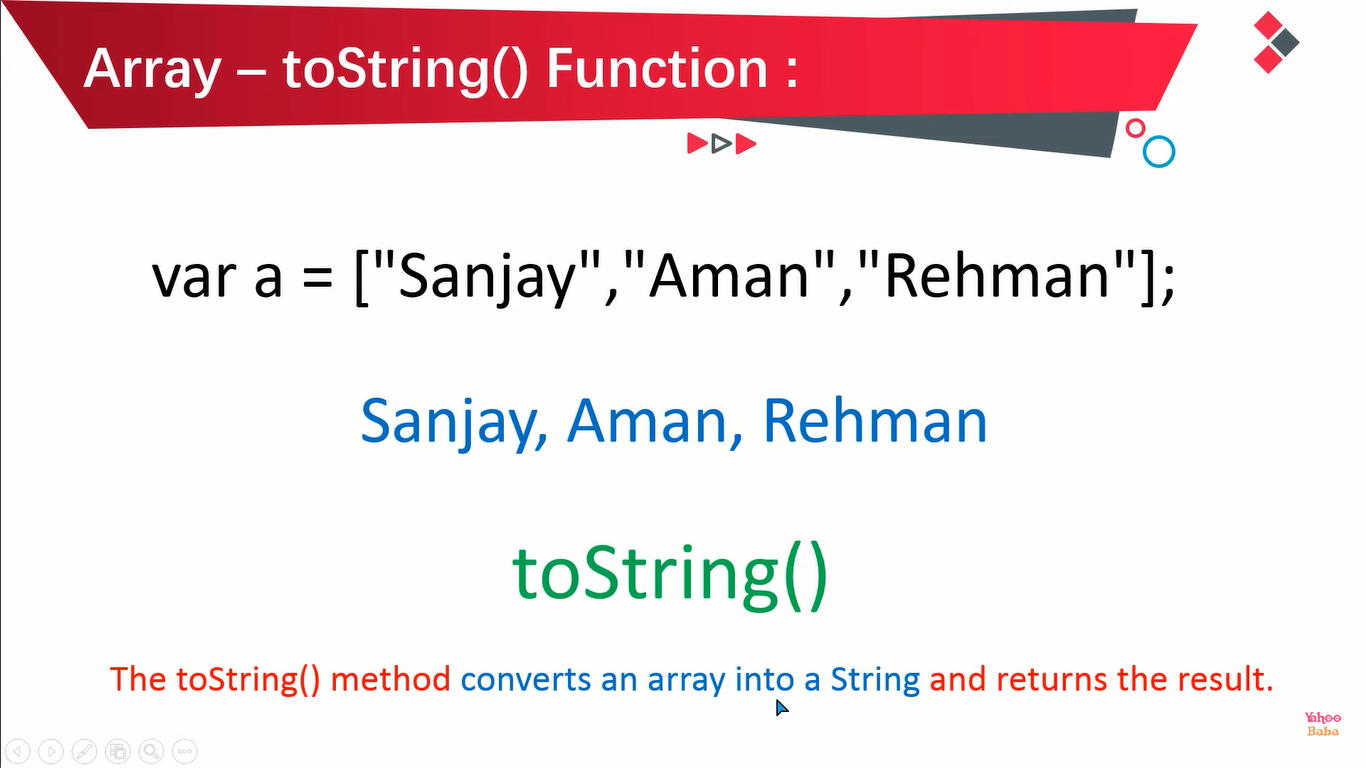 Array – toString() Function :
var a = ["Sanjay","Aman","Rehman"];
Sanjay, Aman, Rehman
toString()
The toString() method converts an array into a String and returns the result.
Yahoo
Baba